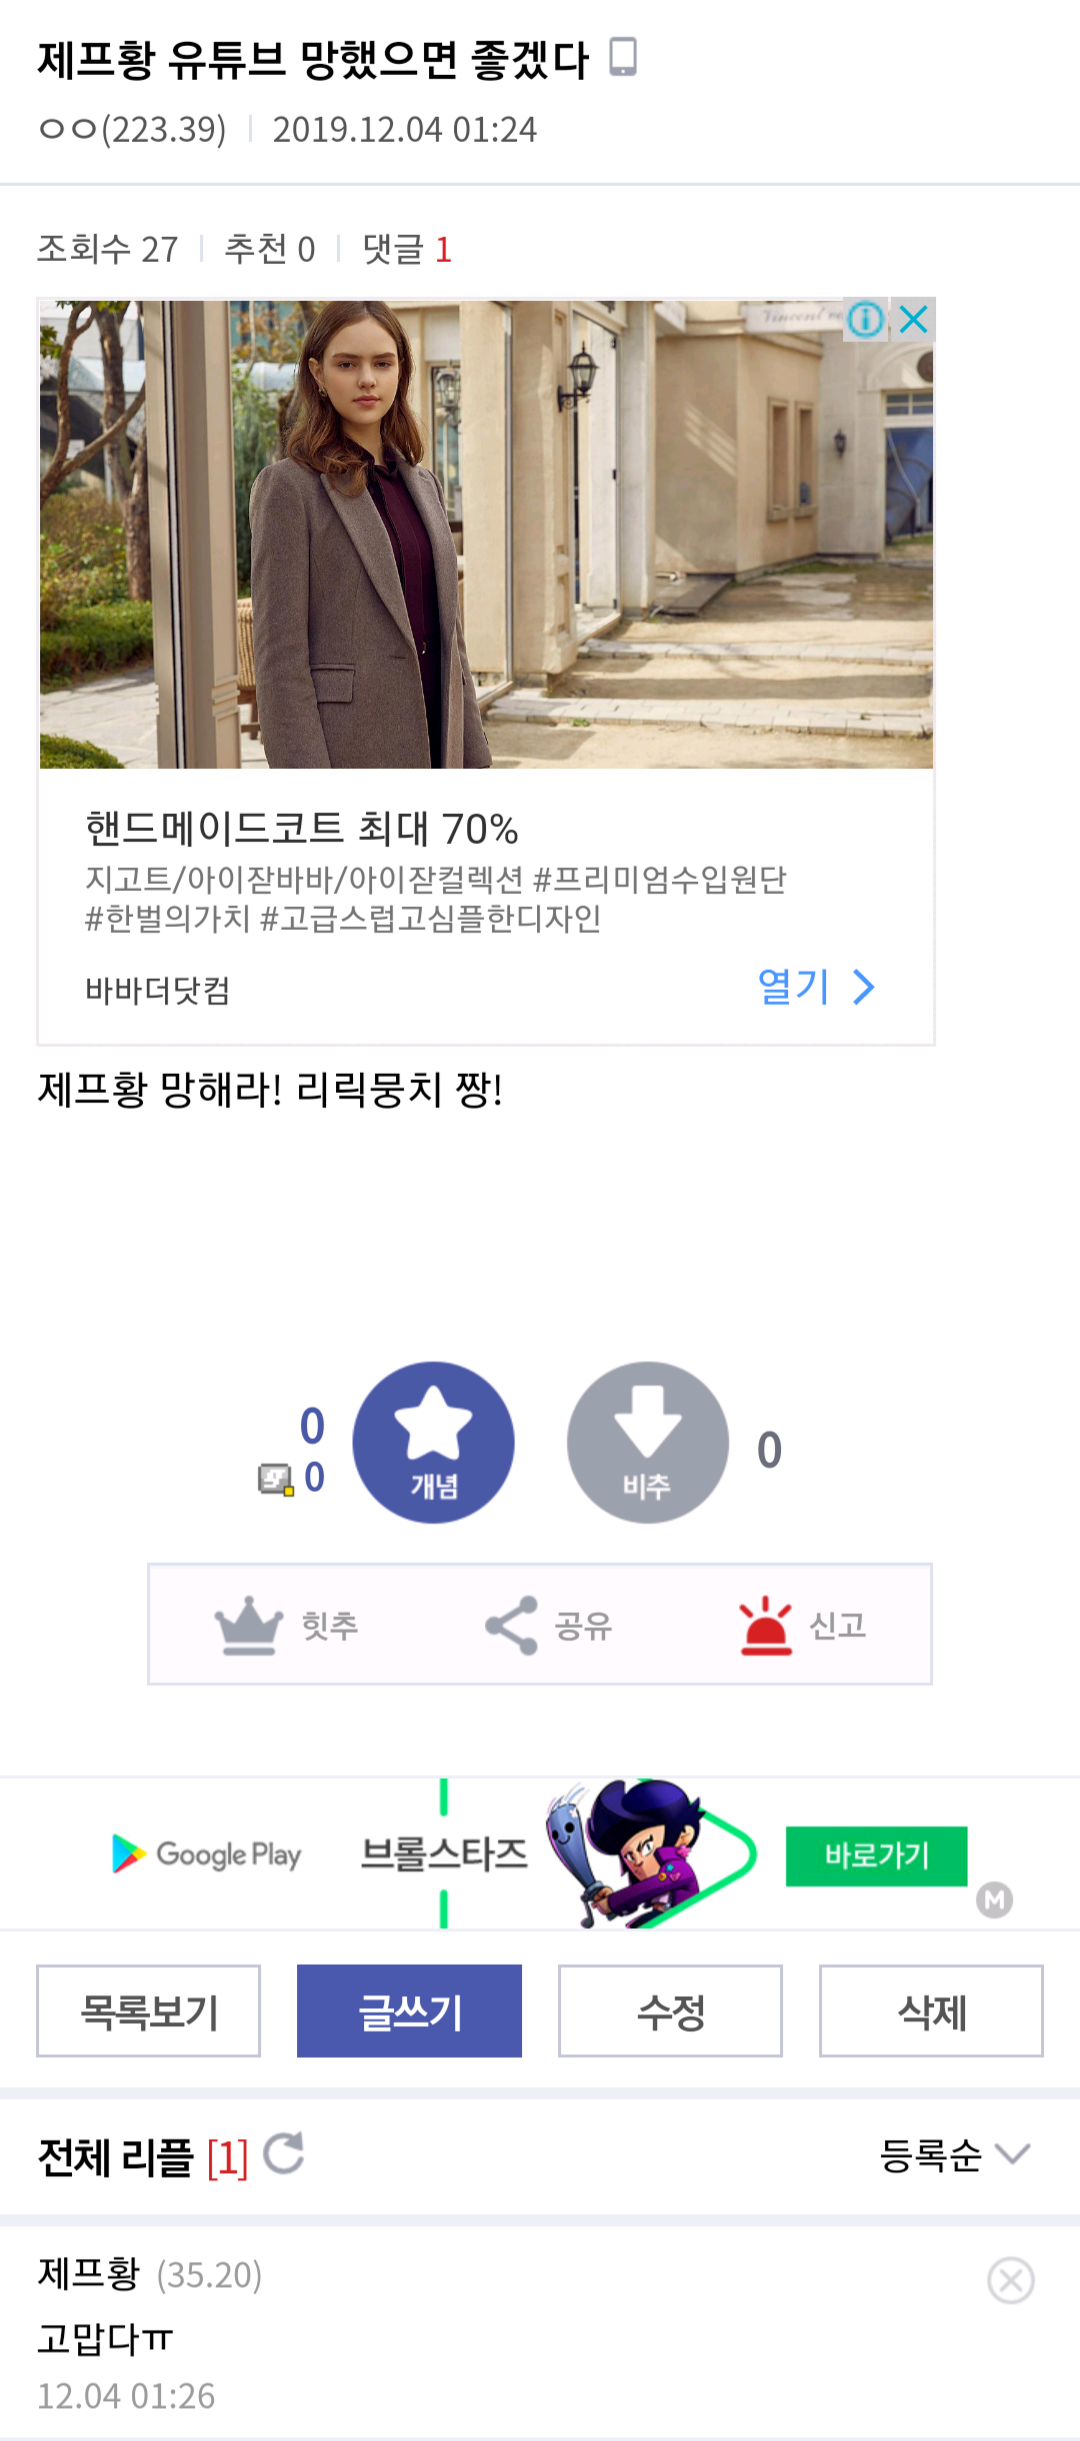 제프황 유튜브 망했으면 좋겠다
ㅇㅇ(223.39) 2019.12.04 01:24
조회수 27 추천 0 댓글 1
핸드메이드코트 최대 70%
지고트/아이잗바바/아이잗컬렉션 #프리미엄수입원단
#한벌의가치 #고급스럽고심플한디자인
바바더닷컴 열기
제프황 망해라! 리릭뭉치 짱!
0
0
개념
비추
0
힛추 공유 신고
Google Play 브롤스타즈 바로가기
M
목록보기 글쓰기 수정 삭제
전체 리플 [1] 등록순
제프황 (35.20)
고맙다ㅠ
12.04 01:26